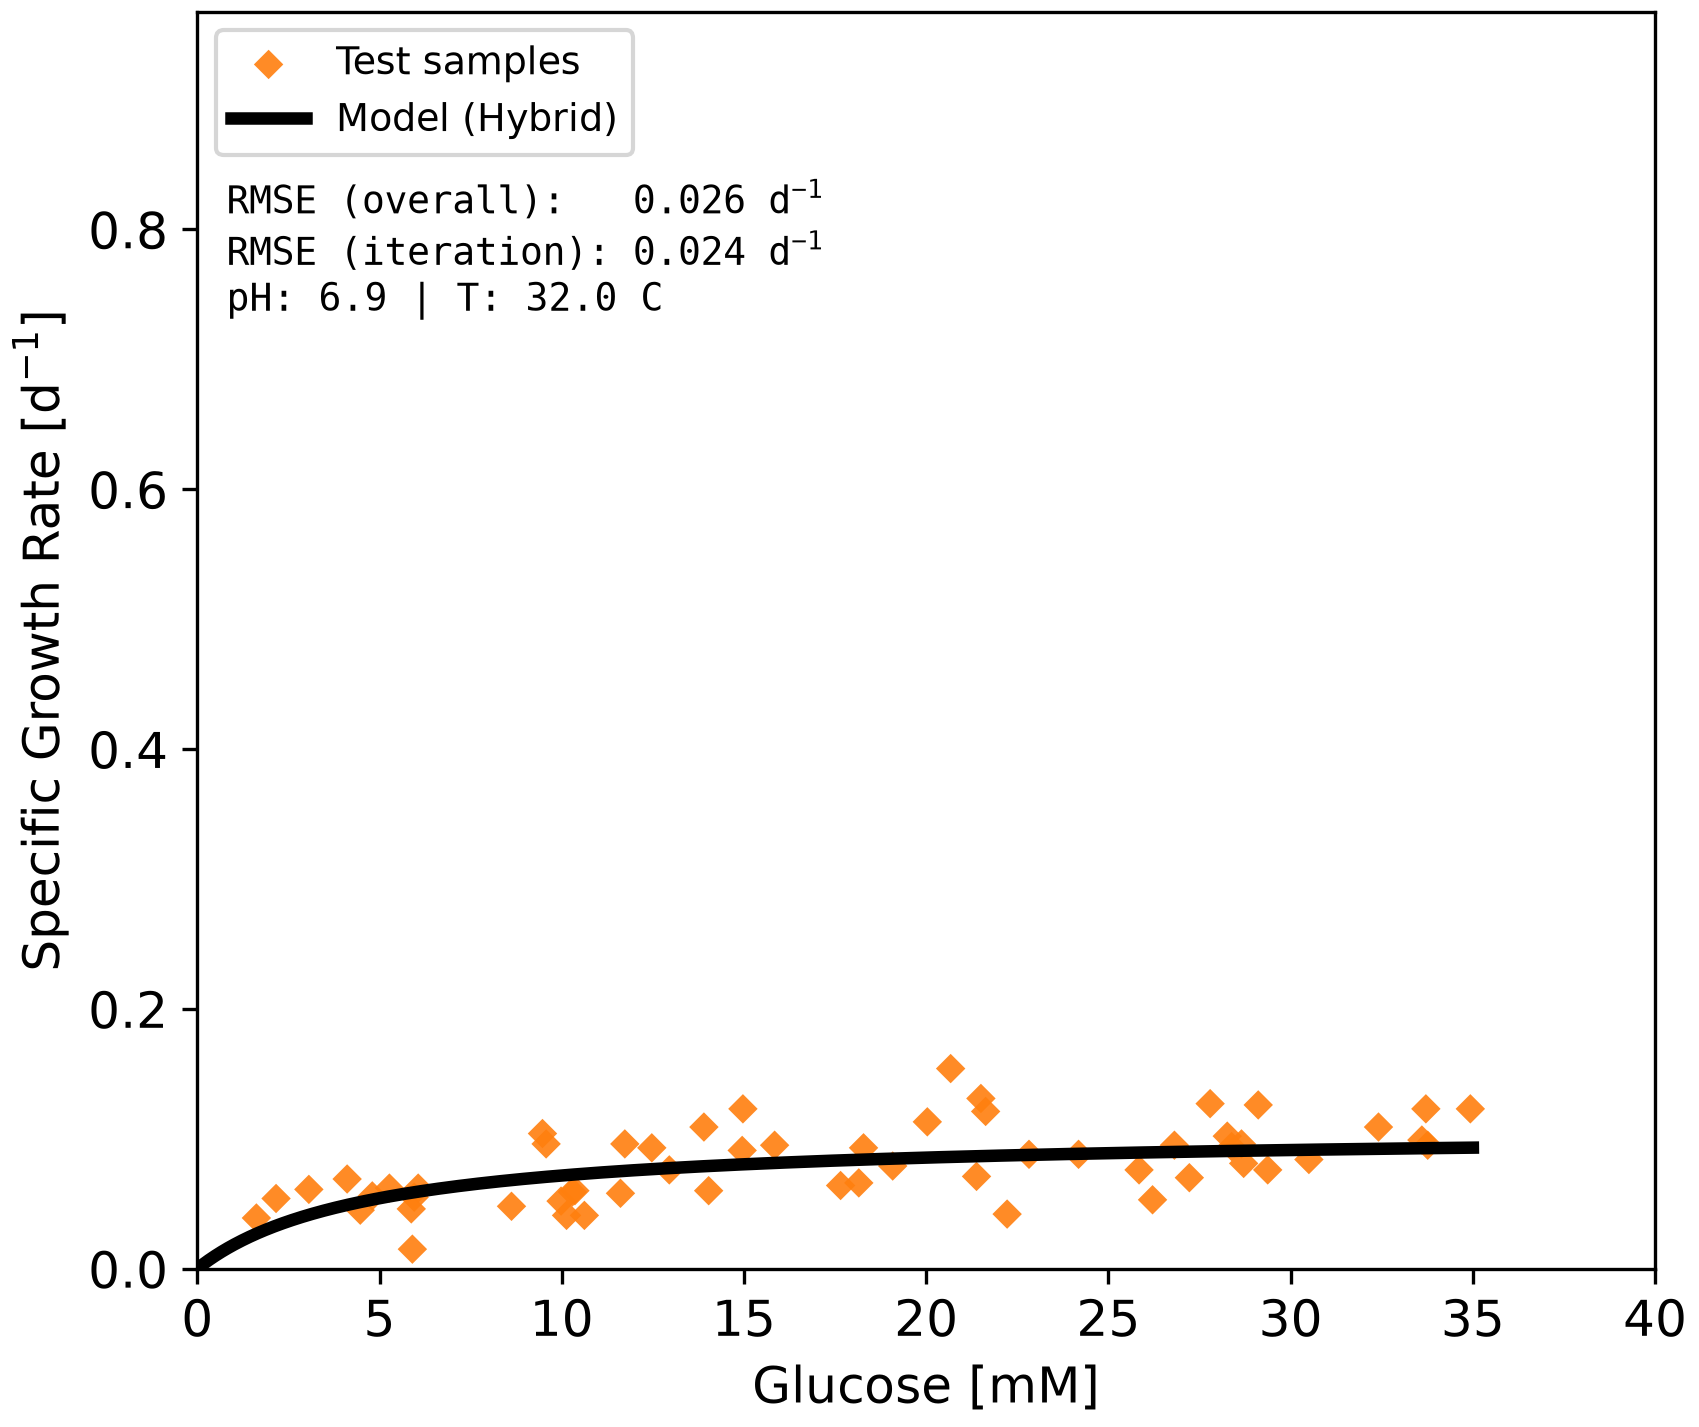 Test samples
Model (Hybrid)
RMSE (overall):   0.026 d⁻¹
RMSE (iteration): 0.024 d⁻¹
pH: 6.9 | T: 32.0 C
Specific Growth Rate [d⁻¹]
0.8
0.6
0.4
0.2
0.0
0 5 10 15 20 25 30 35 40
Glucose [mM]